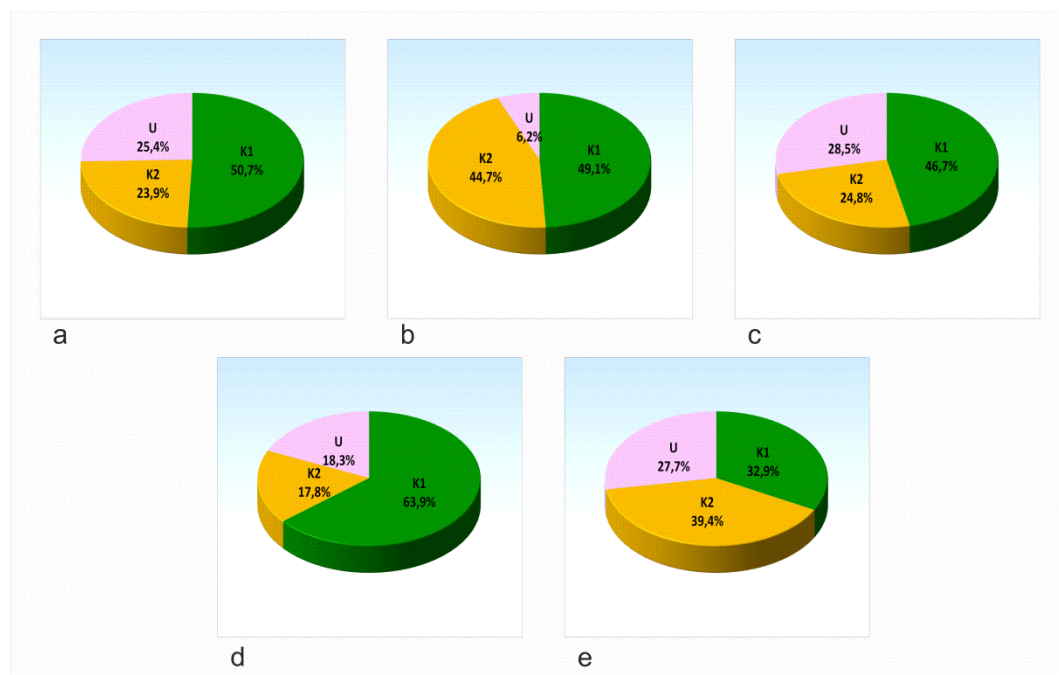 U
25,4%
K1
50,7%
K2
23,9%
a
U
6,2%
K1
49,1%
K2
44,7%
b
U
28,5%
K1
46,7%
K2
24,8%
c
U
18,3%
K2
17,8%
K1
63,9%
d
U
27,7%
K1
32,9%
K2
39,4%
e